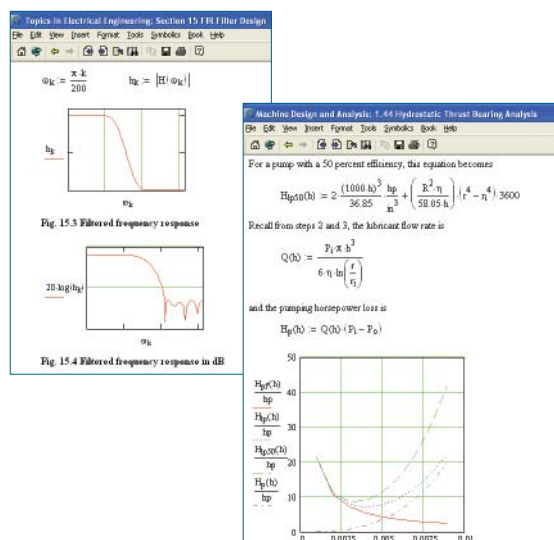 Topics in Electrical Engineering: Section 15 FIR Filter Design
File Edit View Insert Format Tools Symbolics Book Help
ωk := π·k / 200    hk := |H(ωk)|
hk
ωk
Fig. 15.3 Filtered frequency response
20·log(hk)
ωk
Fig. 15.4 Filtered frequency response in dB
Machine Design and Analysis: 1.44 Hydrostatic Thrust Bearing Analysis
File Edit View Insert Format Tools Symbolics Book Help
For a pump with a 50 percent efficiency, this equation becomes
Htp50(h) := 2·(1000·h)³/36.85·hp/in³ + (R²·η/58.05·h)·(r⁴ − ri⁴)·3600
Recall from steps 2 and 3, the lubricant flow rate is
Q(h) := Pi·π·h³ / 6·η·ln(r/ri)
and the pumping horsepower loss is
Hp(h) := Q(h)·(Pi − Po)
50
40
30
20
10
0
Hpf(h)
hp
Htp(h)
hp
Htp50(h)
hp
Hp(h)
hp
0 0.0025 0.005 0.0075 0.01